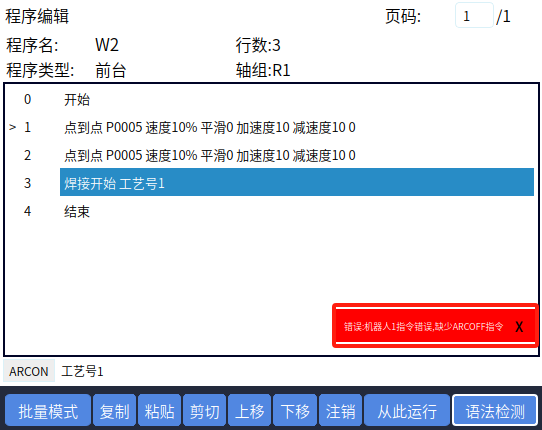 程序编辑 页码: 1 /1
程序名: W2 行数:3
程序类型: 前台 轴组:R1
0 开始
> 1 点到点 P0005 速度10% 平滑0 加速度10 减速度10 0
2 点到点 P0005 速度10% 平滑0 加速度10 减速度10 0
3 焊接开始 工艺号1
4 结束
错误:机器人1指令错误,缺少ARCOFF指令 X
ARCON 工艺号1
批量模式 复制 粘贴 剪切 上移 下移 注销 从此运行 语法检测